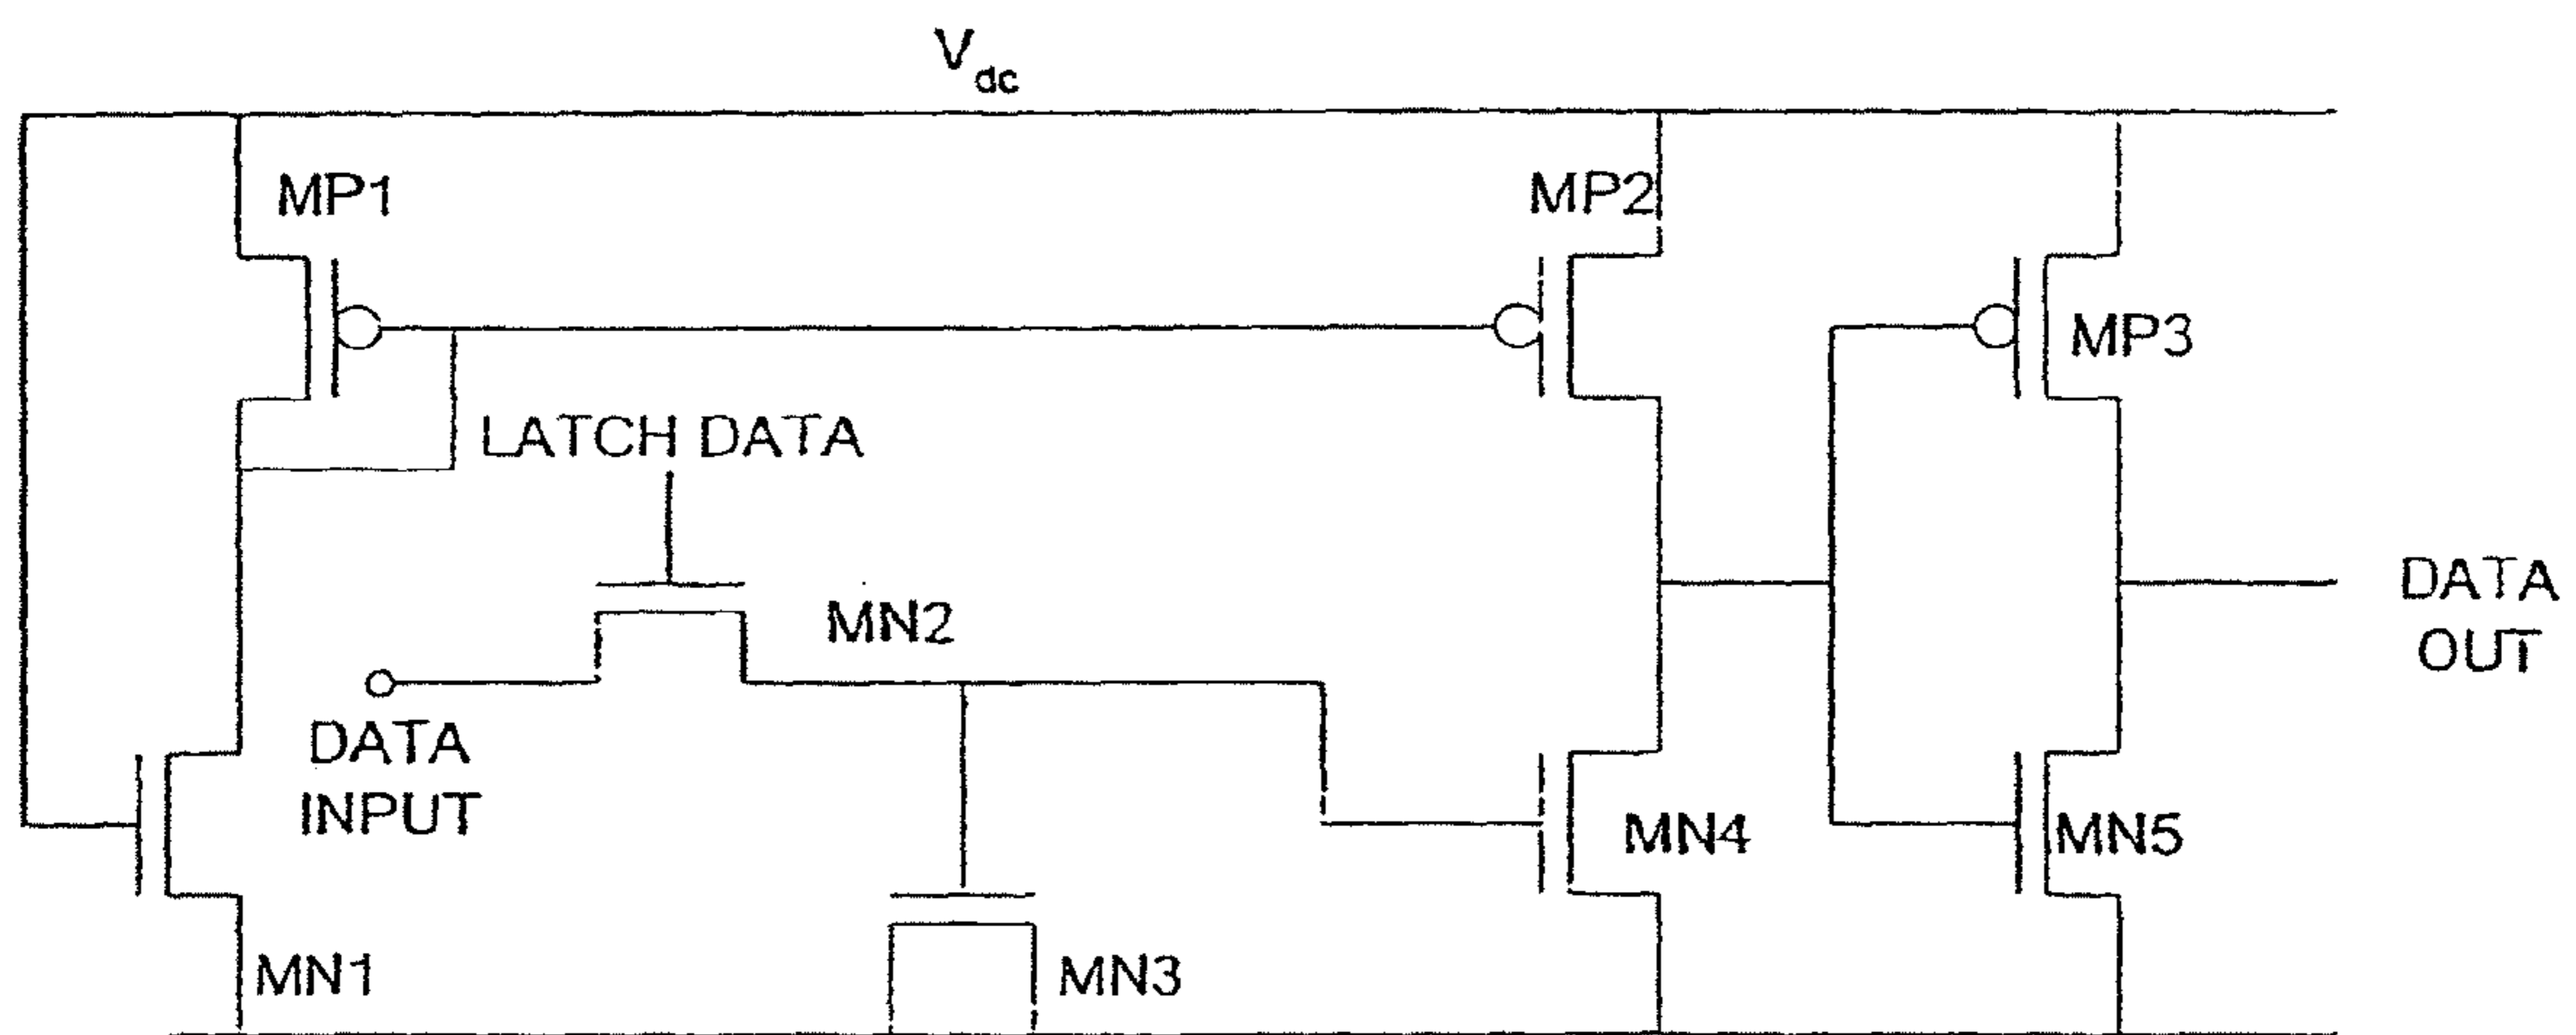 Vdc
MP1
MP2
MP3
LATCH DATA
MN2
DATA
OUT
DATA
INPUT
MN4
MN5
MN1
MN3